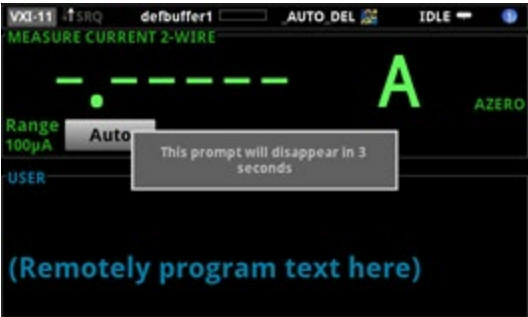 VXI-11 SRQ defbuffer1 _AUTO_DEL IDLE
MEASURE CURRENT 2-WIRE
-.----- A
AZERO
Range
100µA Auto
This prompt will disappear in 3
seconds
USER
(Remotely program text here)